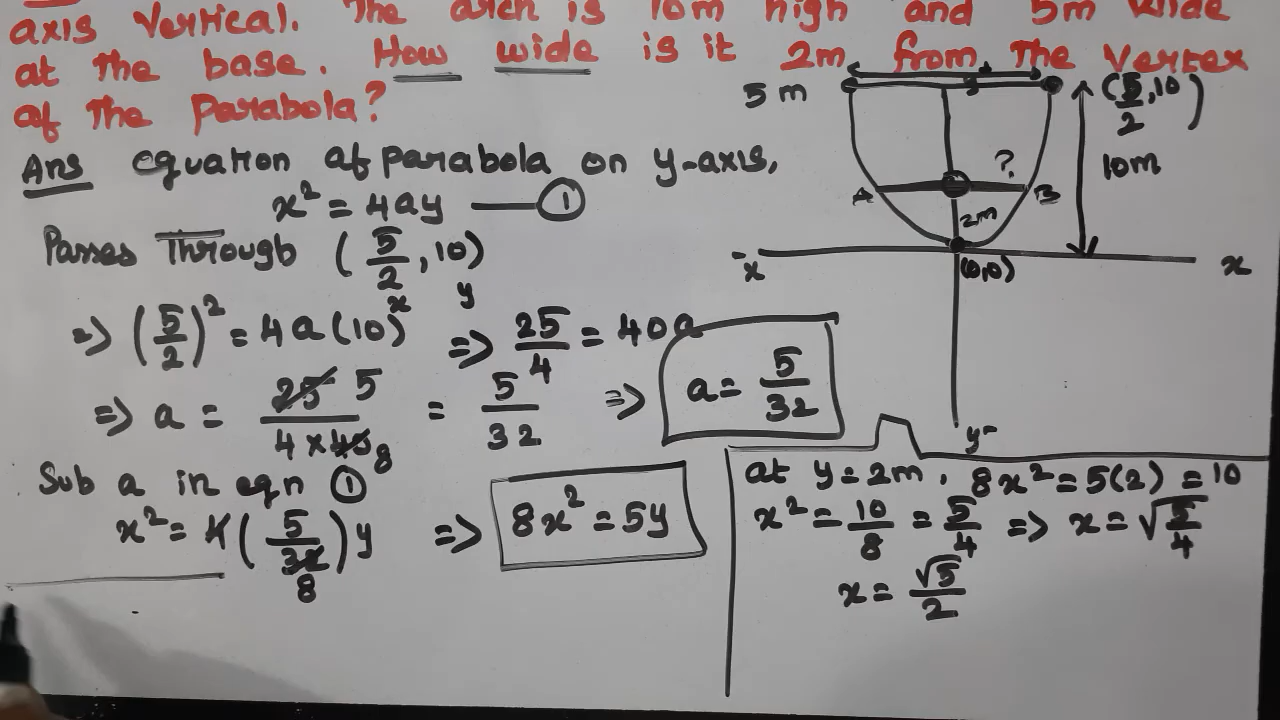 axis vertical. The arch is 10m high and 5m wide
at the base. How wide is it 2m from the vertex
of the Parabola?
Ans equation of parabola on y-axis,
x² = 4ay —— ①
Passes Through (5/2, 10)
x y
=> (5/2)² = 4a(10) => 25/4 = 40a
=> a = 25 5 / 4×40 8 = 5/32 => a = 5/32
Sub a in eqn ①
x² = 4(5/32)y => 8x² = 5y
8
5m
5
(5/2, 10)
10m
?
A B
2m
(0,0)
-x x
y-
at y = 2m, 8x² = 5(2) = 10
x² = 10/8 = 5/4 => x = √5/4
x = √5/2